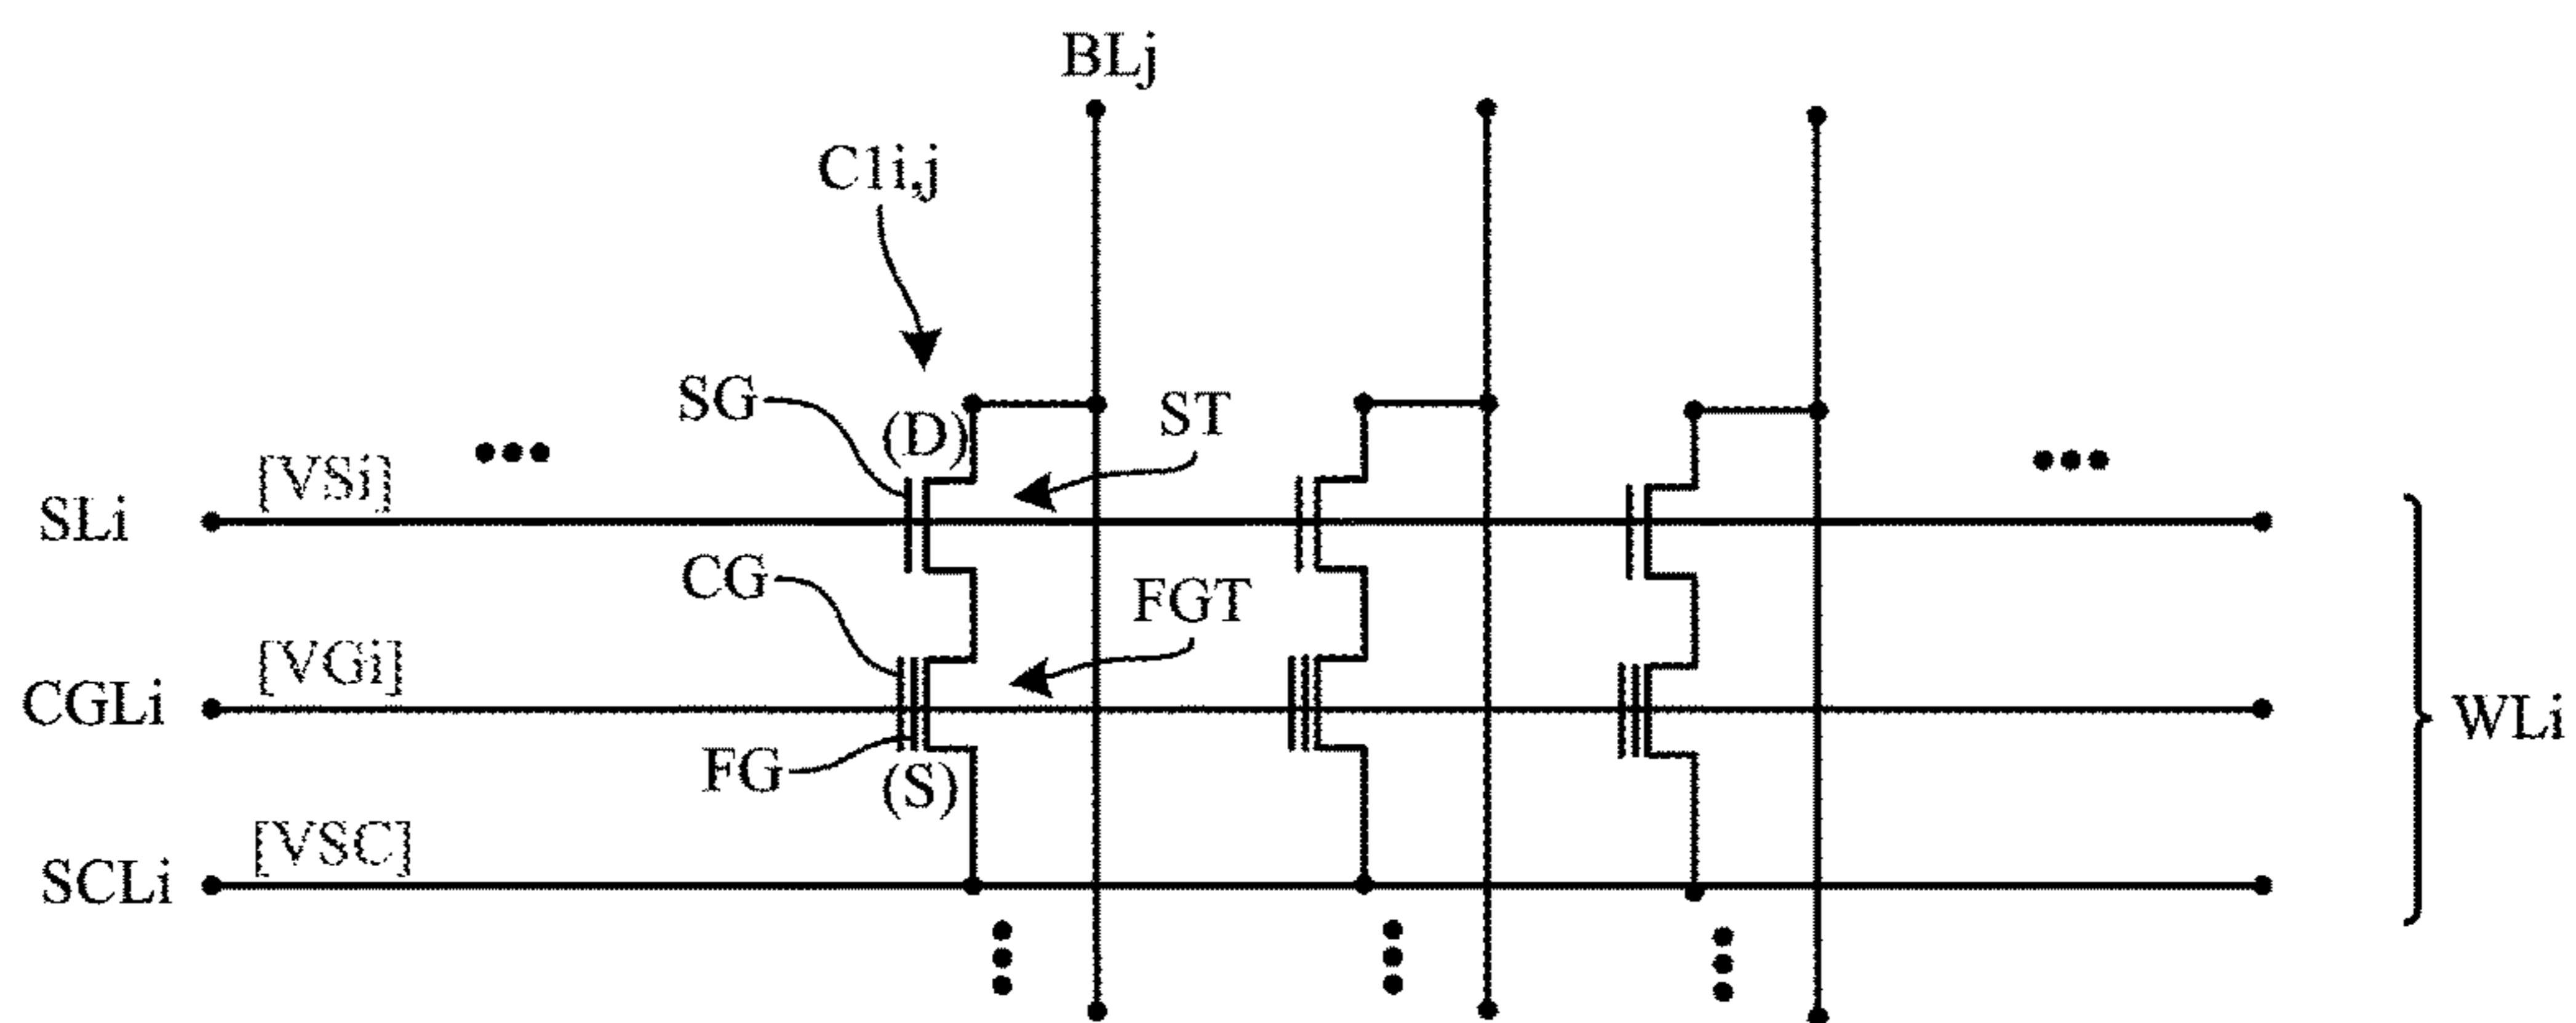 BLj
C1i,j
SG
(D)
ST
[VSi]
SLi
CG
FGT
[VGi]
CGLi
WLi
FG
(S)
[VSC]
SCLi